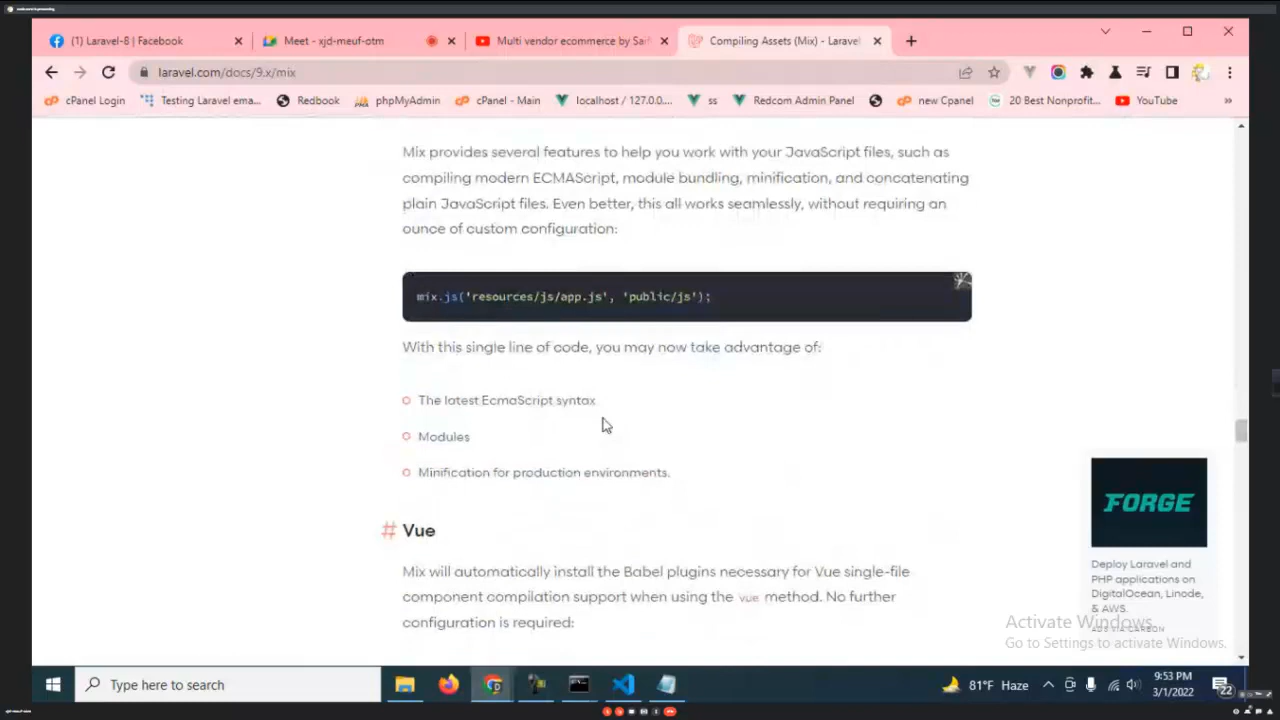 (1) Laravel-8 | Facebook
Meet - xjd-meuf-otm
Multi vendor ecommerce by Sai
Compiling Assets (Mix) - Laravel
laravel.com/docs/9.x/mix
cPanel Login
Testing Laravel ema...
Redbook
phpMyAdmin
cPanel - Main
localhost / 127.0.0....
ss
Redcom Admin Panel
new Cpanel
20 Best Nonprofit...
YouTube
Mix provides several features to help you work with your JavaScript files, such as
compiling modern ECMAScript, module bundling, minification, and concatenating
plain JavaScript files. Even better, this all works seamlessly, without requiring an
ounce of custom configuration:
mix.js('resources/js/app.js', 'public/js');
With this single line of code, you may now take advantage of:
The latest EcmaScript syntax
Modules
Minification for production environments.
# Vue
Mix will automatically install the Babel plugins necessary for Vue single-file
component compilation support when using the vue method. No further
configuration is required:
FORGE
Deploy Laravel and
PHP applications on
DigitalOcean, Linode,
& AWS.
ADS VIA CARBON
Activate Windows
Go to Settings to activate Windows.
Type here to search
81°F Haze
9:53 PM
3/1/2022
22